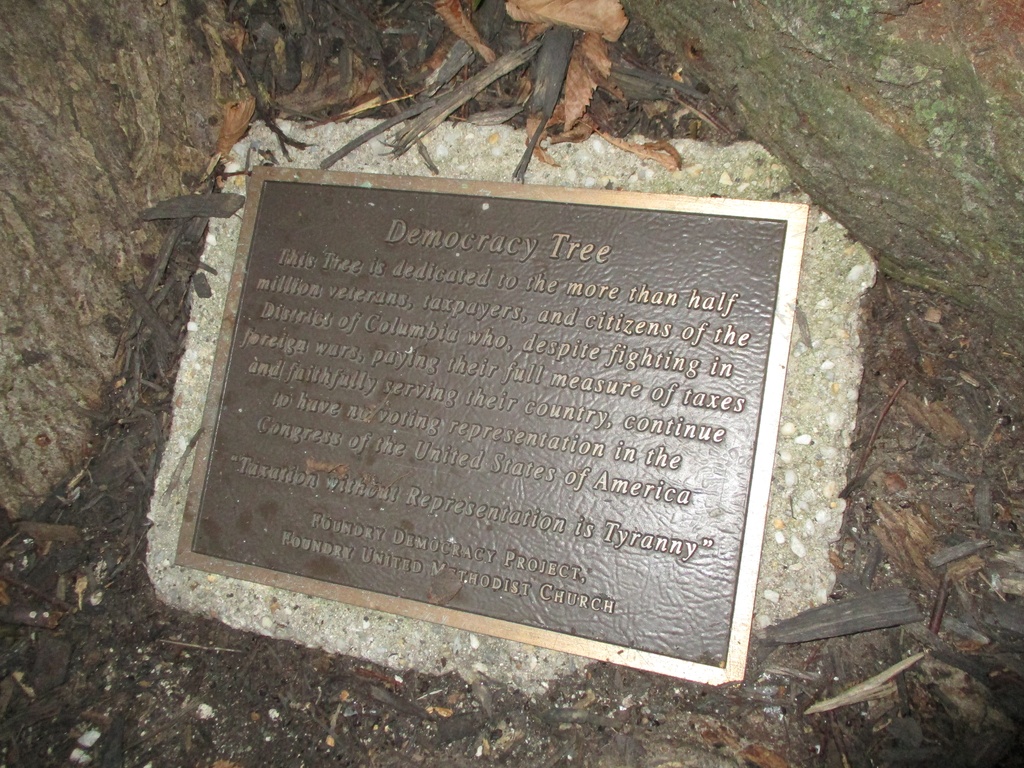 Democracy Tree
This Tree is dedicated to the more than half
million veterans, taxpayers, and citizens of the
District of Columbia who, despite fighting in
foreign wars, paying their full measure of taxes
and faithfully serving their country, continue
to have no voting representation in the
Congress of the United States of America
"Taxation without Representation is Tyranny"
Foundry Democracy Project,
Foundry United Methodist Church